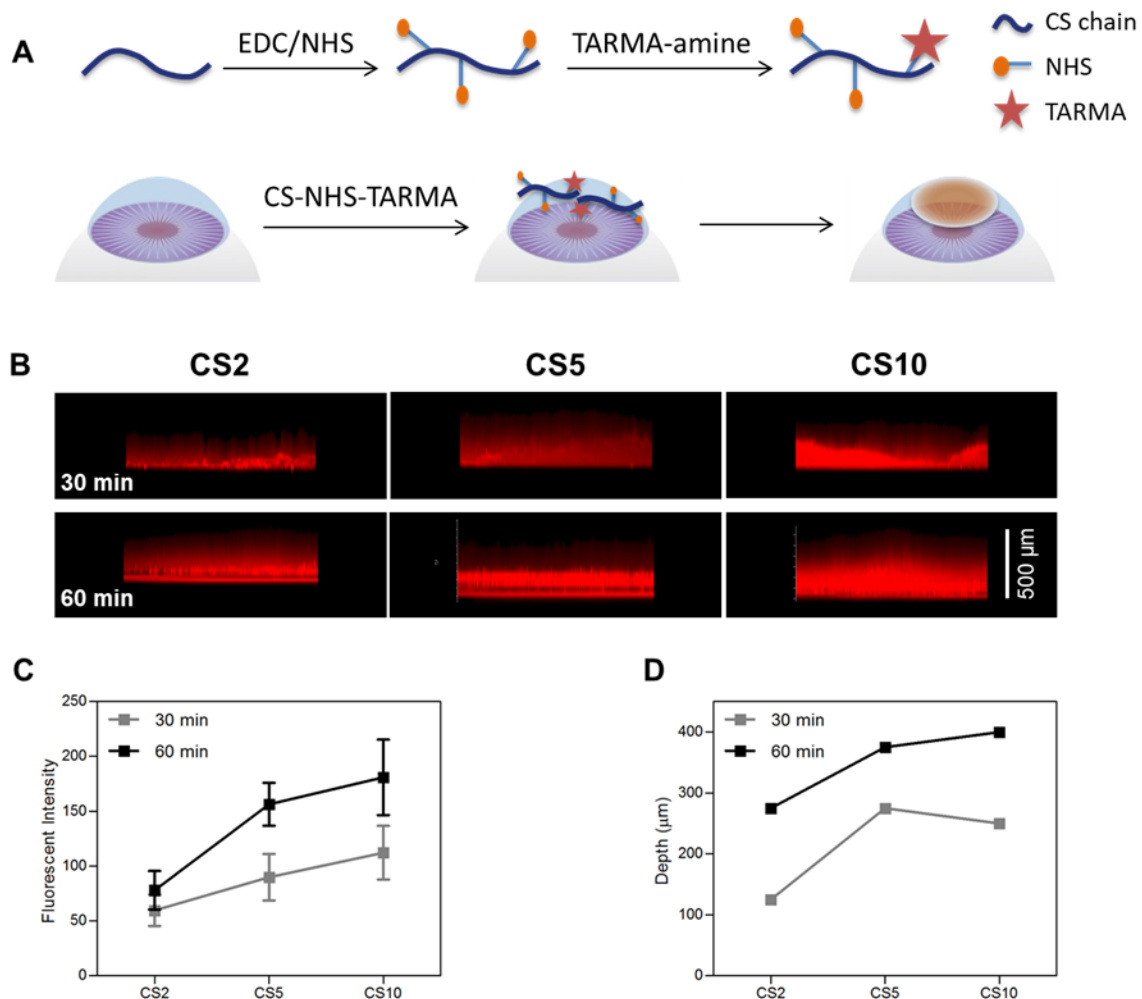 A
EDC/NHS
TARMA-amine
CS chain
NHS
TARMA
CS-NHS-TARMA
B
CS2 CS5 CS10
30 min
60 min
500 µm
C
250
200
150
100
50
0
Fluorescent Intensity
30 min
60 min
CS2 CS5 CS10
D
400
300
200
100
0
Depth (µm)
30 min
60 min
CS2 CS5 CS10